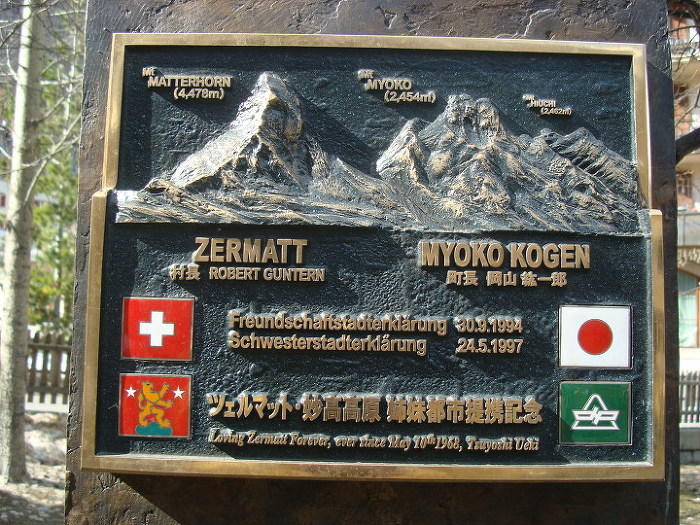 Mt MATTERHORN
(4,478m)
Mt MYOKO
(2,454m)
Mt HIUCHI
(2,462m)
ZERMATT
村長 ROBERT GUNTERN
MYOKO KOGEN
町長 岡山 紘一郎
Freundschaftstadterklärung 30.9.1994
Schwesterstadterklärung 24.5.1997
ツェルマット・妙高高原 姉妹都市提携記念
Loving Zermatt Forever, ever since May 10th 1968, Tsuyoshi Ueki